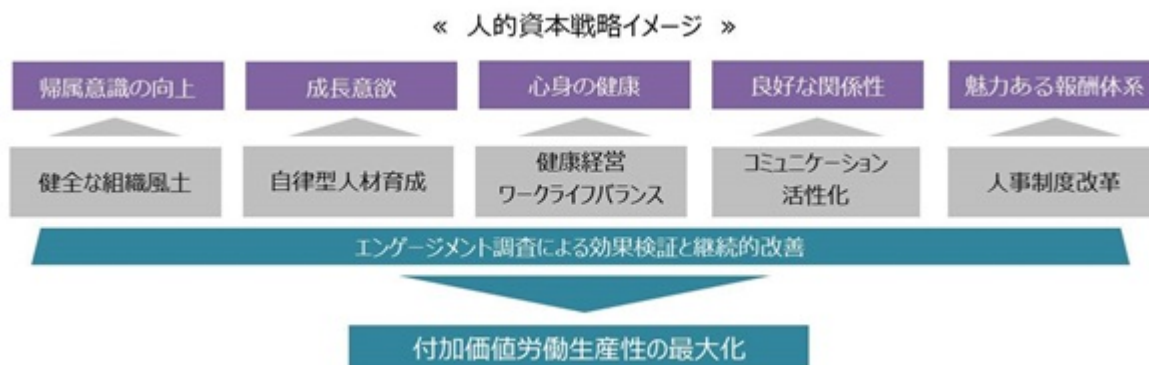 ≪ 人的資本戦略イメージ ≫
帰属意識の向上
成長意欲
心身の健康
良好な関係性
魅力ある報酬体系
健全な組織風土
自律型人材育成
健康経営
ワークライフバランス
コミュニケーション
活性化
人事制度改革
エンゲージメント調査による効果検証と継続的改善
付加価値労働生産性の最大化